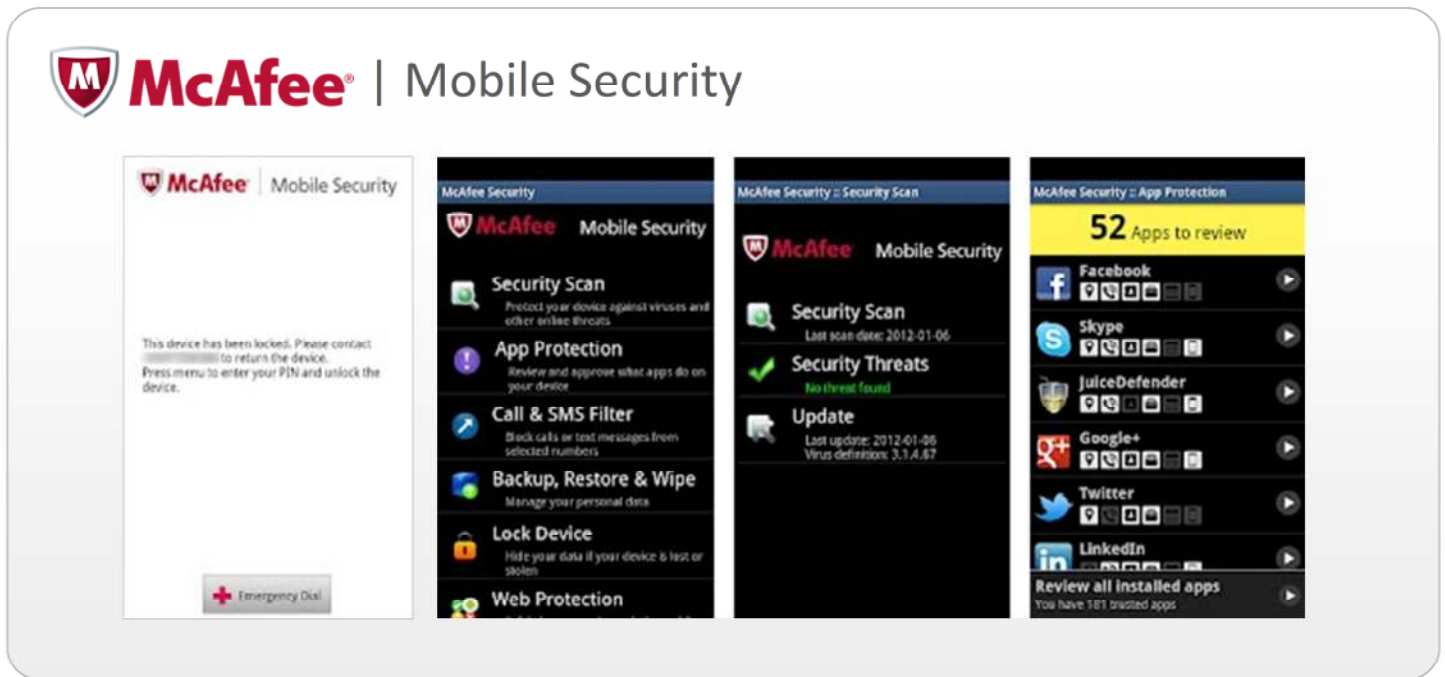 McAfee® | Mobile Security
McAfee | Mobile Security
This device has been locked. Please contact
to return the device.
Press menu to enter your PIN and unlock the
device.
Emergency Dial
McAfee Security
McAfee Mobile Security
Security Scan
Protect your device against viruses and
other online threats
App Protection
Review and approve what apps do on
your device
Call & SMS Filter
Block calls or text messages from
selected numbers
Backup, Restore & Wipe
Manage your personal data
Lock Device
Hide your data if your device is lost or
stolen
Web Protection
McAfee Security :: Security Scan
McAfee Mobile Security
Security Scan
Last scan date: 2012-01-06
Security Threats
No threat found
Update
Last update: 2012-01-06
Virus definition: 3.1.4.67
McAfee Security :: App Protection
52 Apps to review
Facebook
Skype
JuiceDefender
Google+
Twitter
LinkedIn
Review all installed apps
You have 181 trusted apps